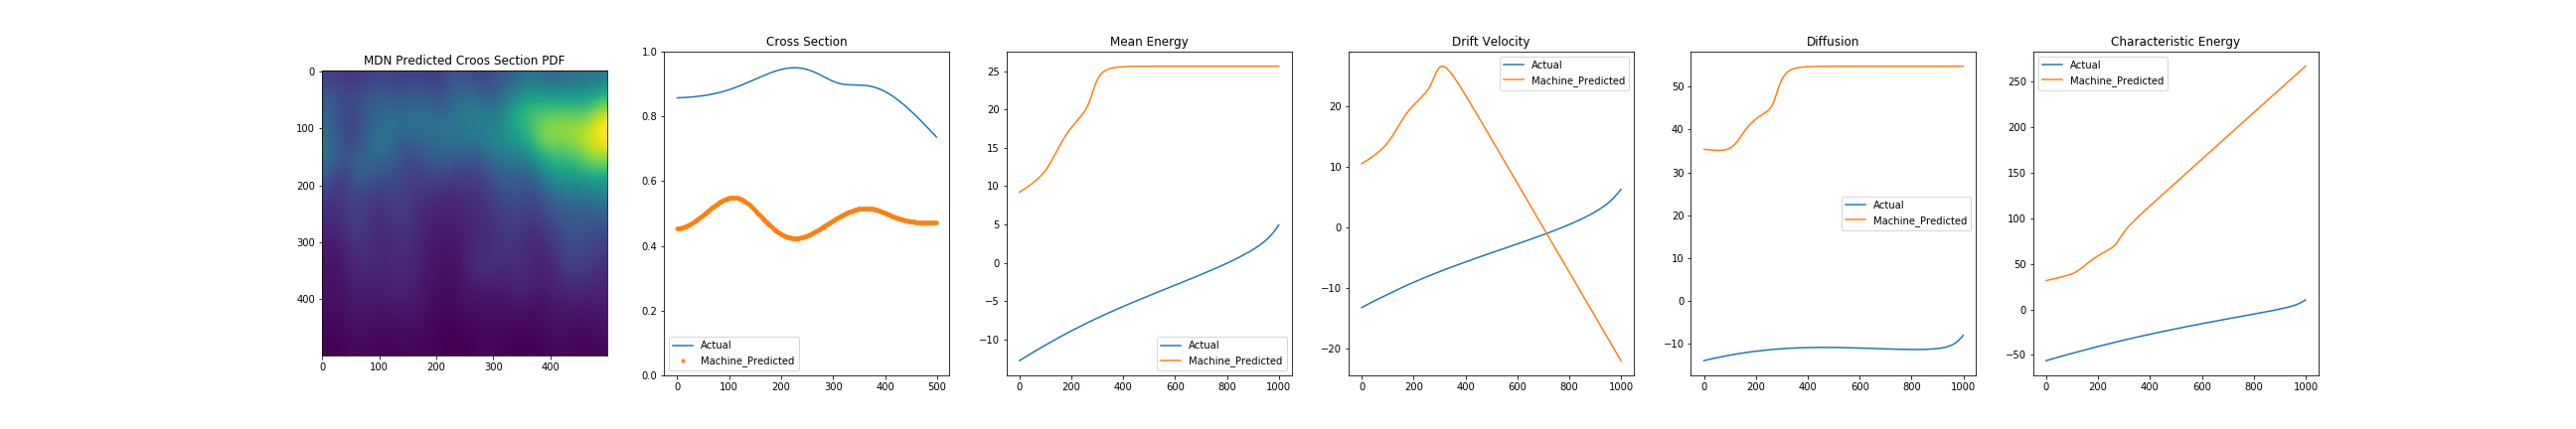 MDN Predicted Croos Section PDF
0
100
200
300
400
0 100 200 300 400
Cross Section
1.0
0.8
0.6
0.4
0.2
0.0
Actual
Machine_Predicted
0 100 200 300 400 500
Mean Energy
25
20
15
10
5
0
−5
−10
Actual
Machine_Predicted
0 200 400 600 800 1000
Drift Velocity
Actual
Machine_Predicted
20
10
0
−10
−20
0 200 400 600 800 1000
Diffusion
50
40
30
20
10
0
−10
Actual
Machine_Predicted
0 200 400 600 800 1000
Characteristic Energy
Actual
Machine_Predicted
250
200
150
100
50
0
−50
0 200 400 600 800 1000